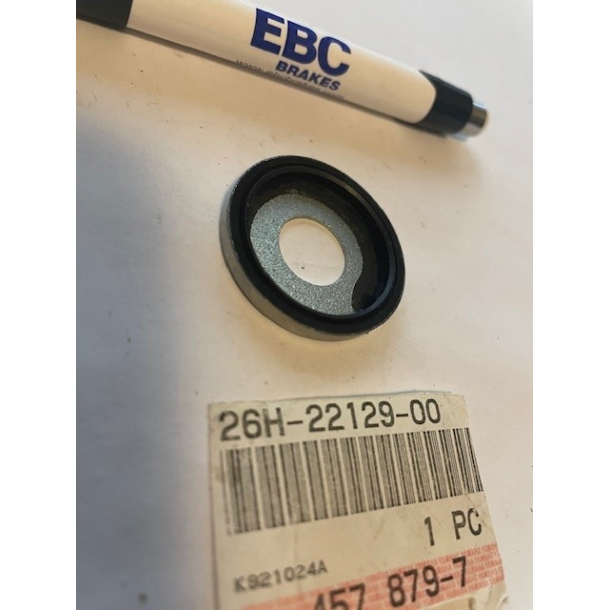 EBC
BRAKES
26H-22129-00
1 PC
K921024A
457 879-7